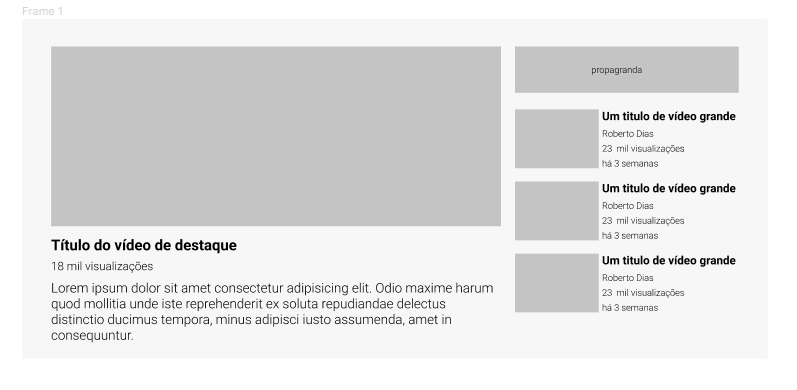 Frame 1
propagranda
Título do vídeo de destaque
18 mil visualizações
Lorem ipsum dolor sit amet consectetur adipisicing elit. Odio maxime harum
quod mollitia unde iste reprehenderit ex soluta repudiandae delectus
distinctio ducimus tempora, minus adipisci iusto assumenda, amet in
consequuntur.
Um titulo de vídeo grande
Roberto Dias
23 mil visualizações
há 3 semanas
Um titulo de vídeo grande
Roberto Dias
23 mil visualizações
há 3 semanas
Um titulo de vídeo grande
Roberto Dias
23 mil visualizações
há 3 semanas